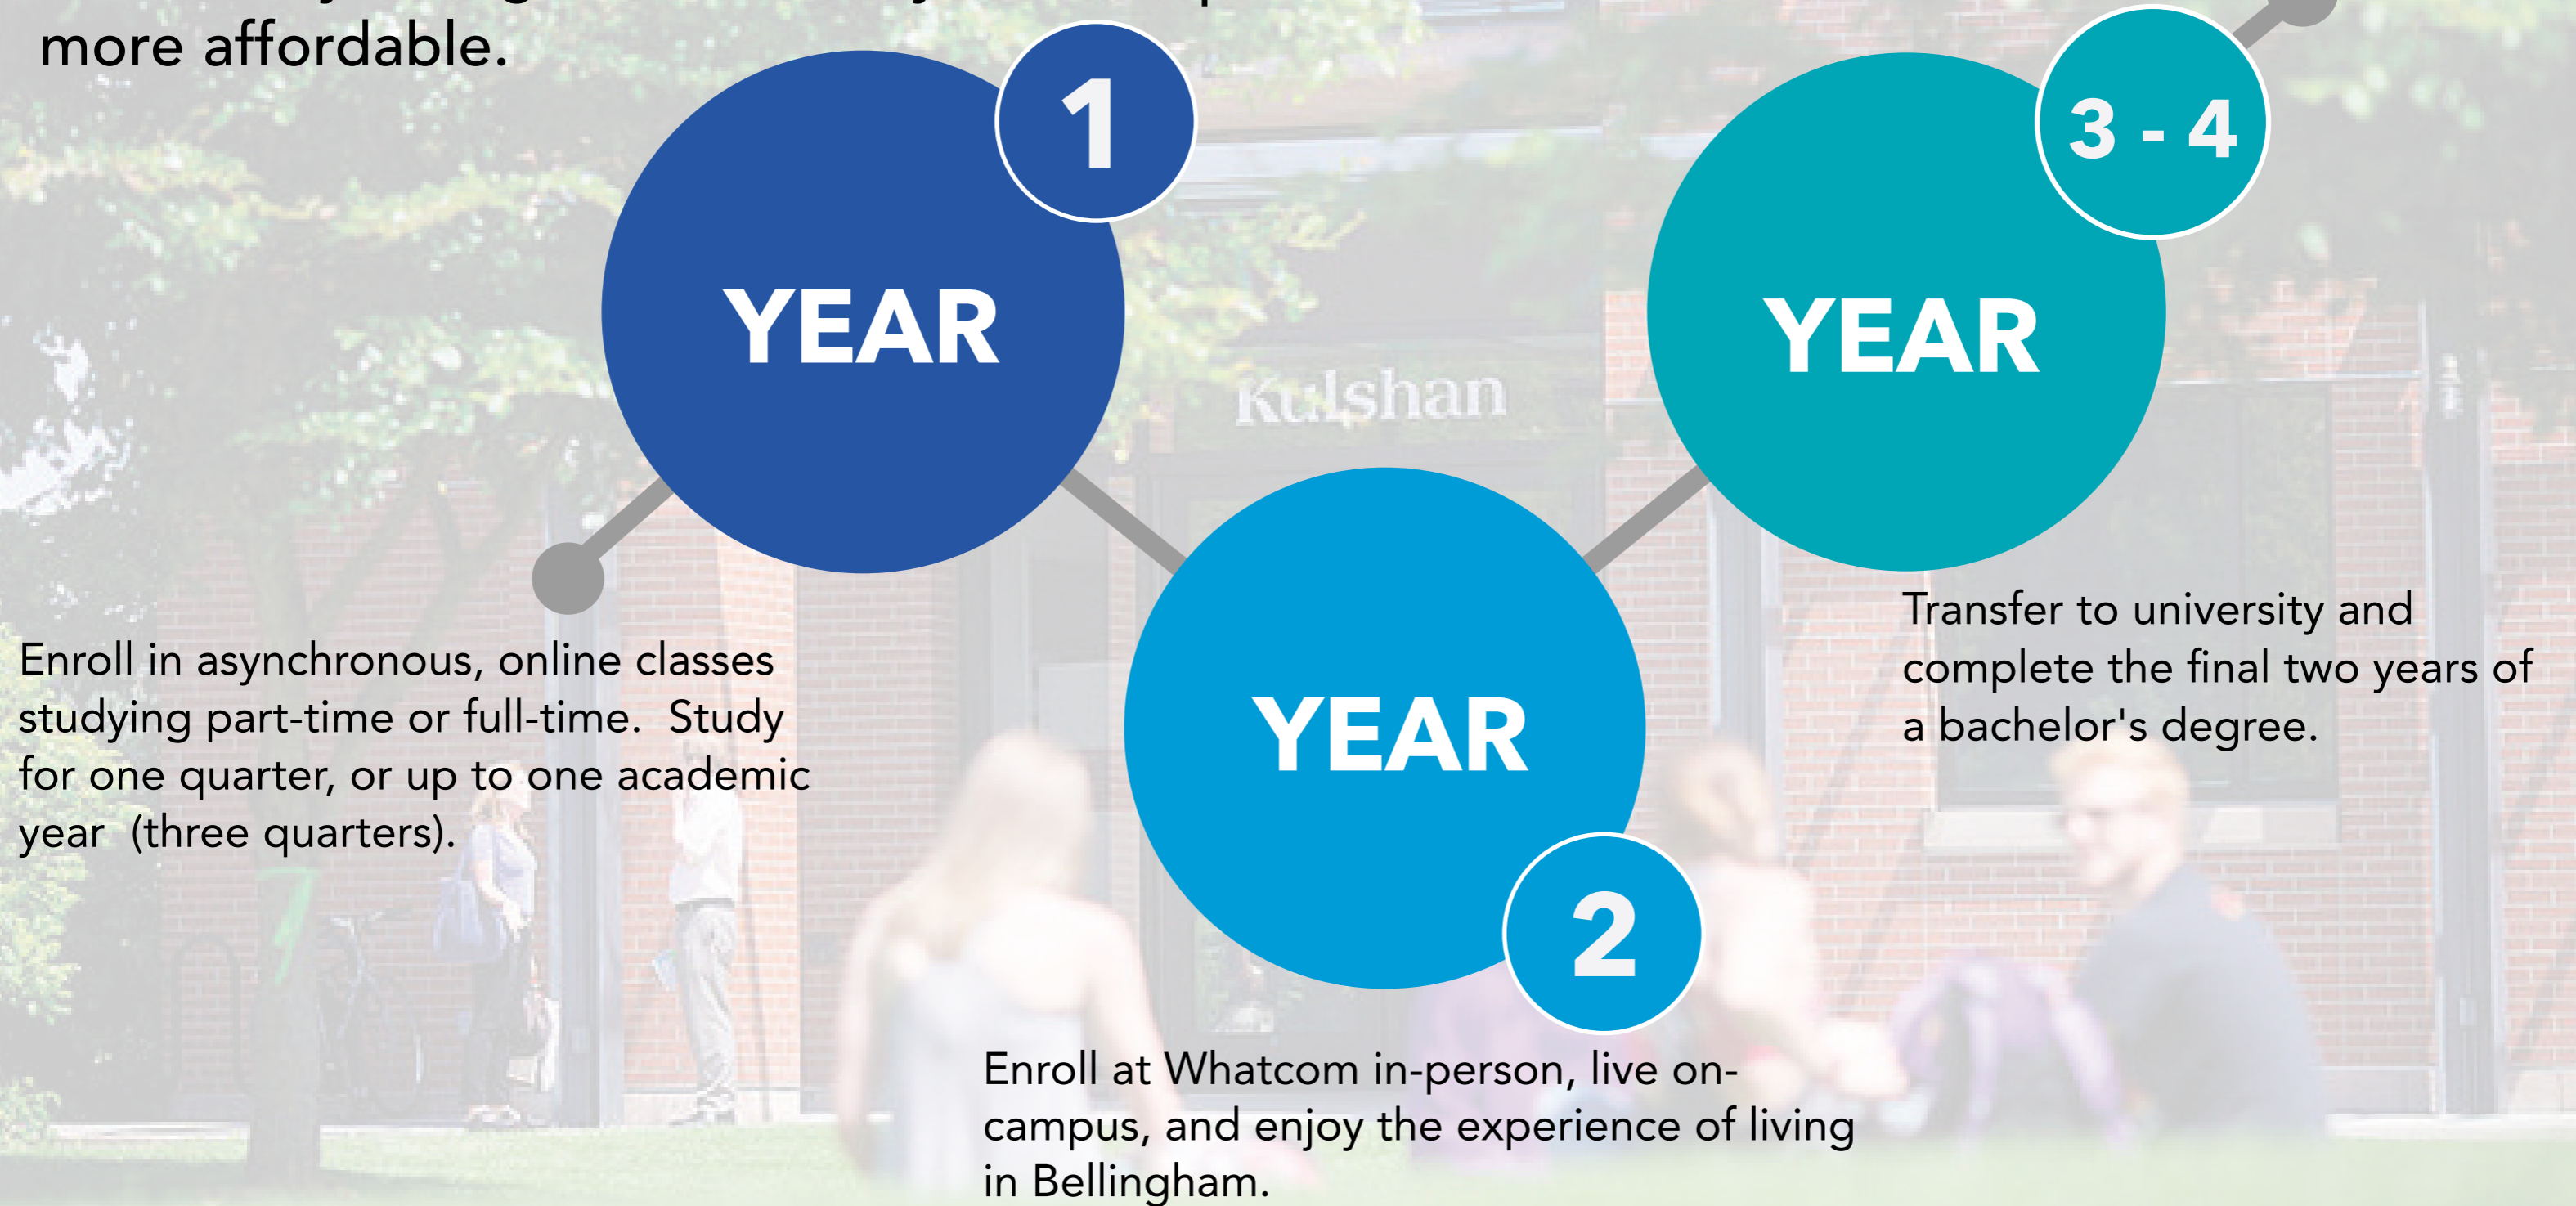 more affordable.
1
YEAR
3 - 4
YEAR
Kulshan
Enroll in asynchronous, online classes
studying part-time or full-time.  Study
for one quarter, or up to one academic
year  (three quarters).
Transfer to university and
complete the final two years of
a bachelor's degree.
YEAR
2
7
Enroll at Whatcom in-person, live on-
campus, and enjoy the experience of living
in Bellingham.